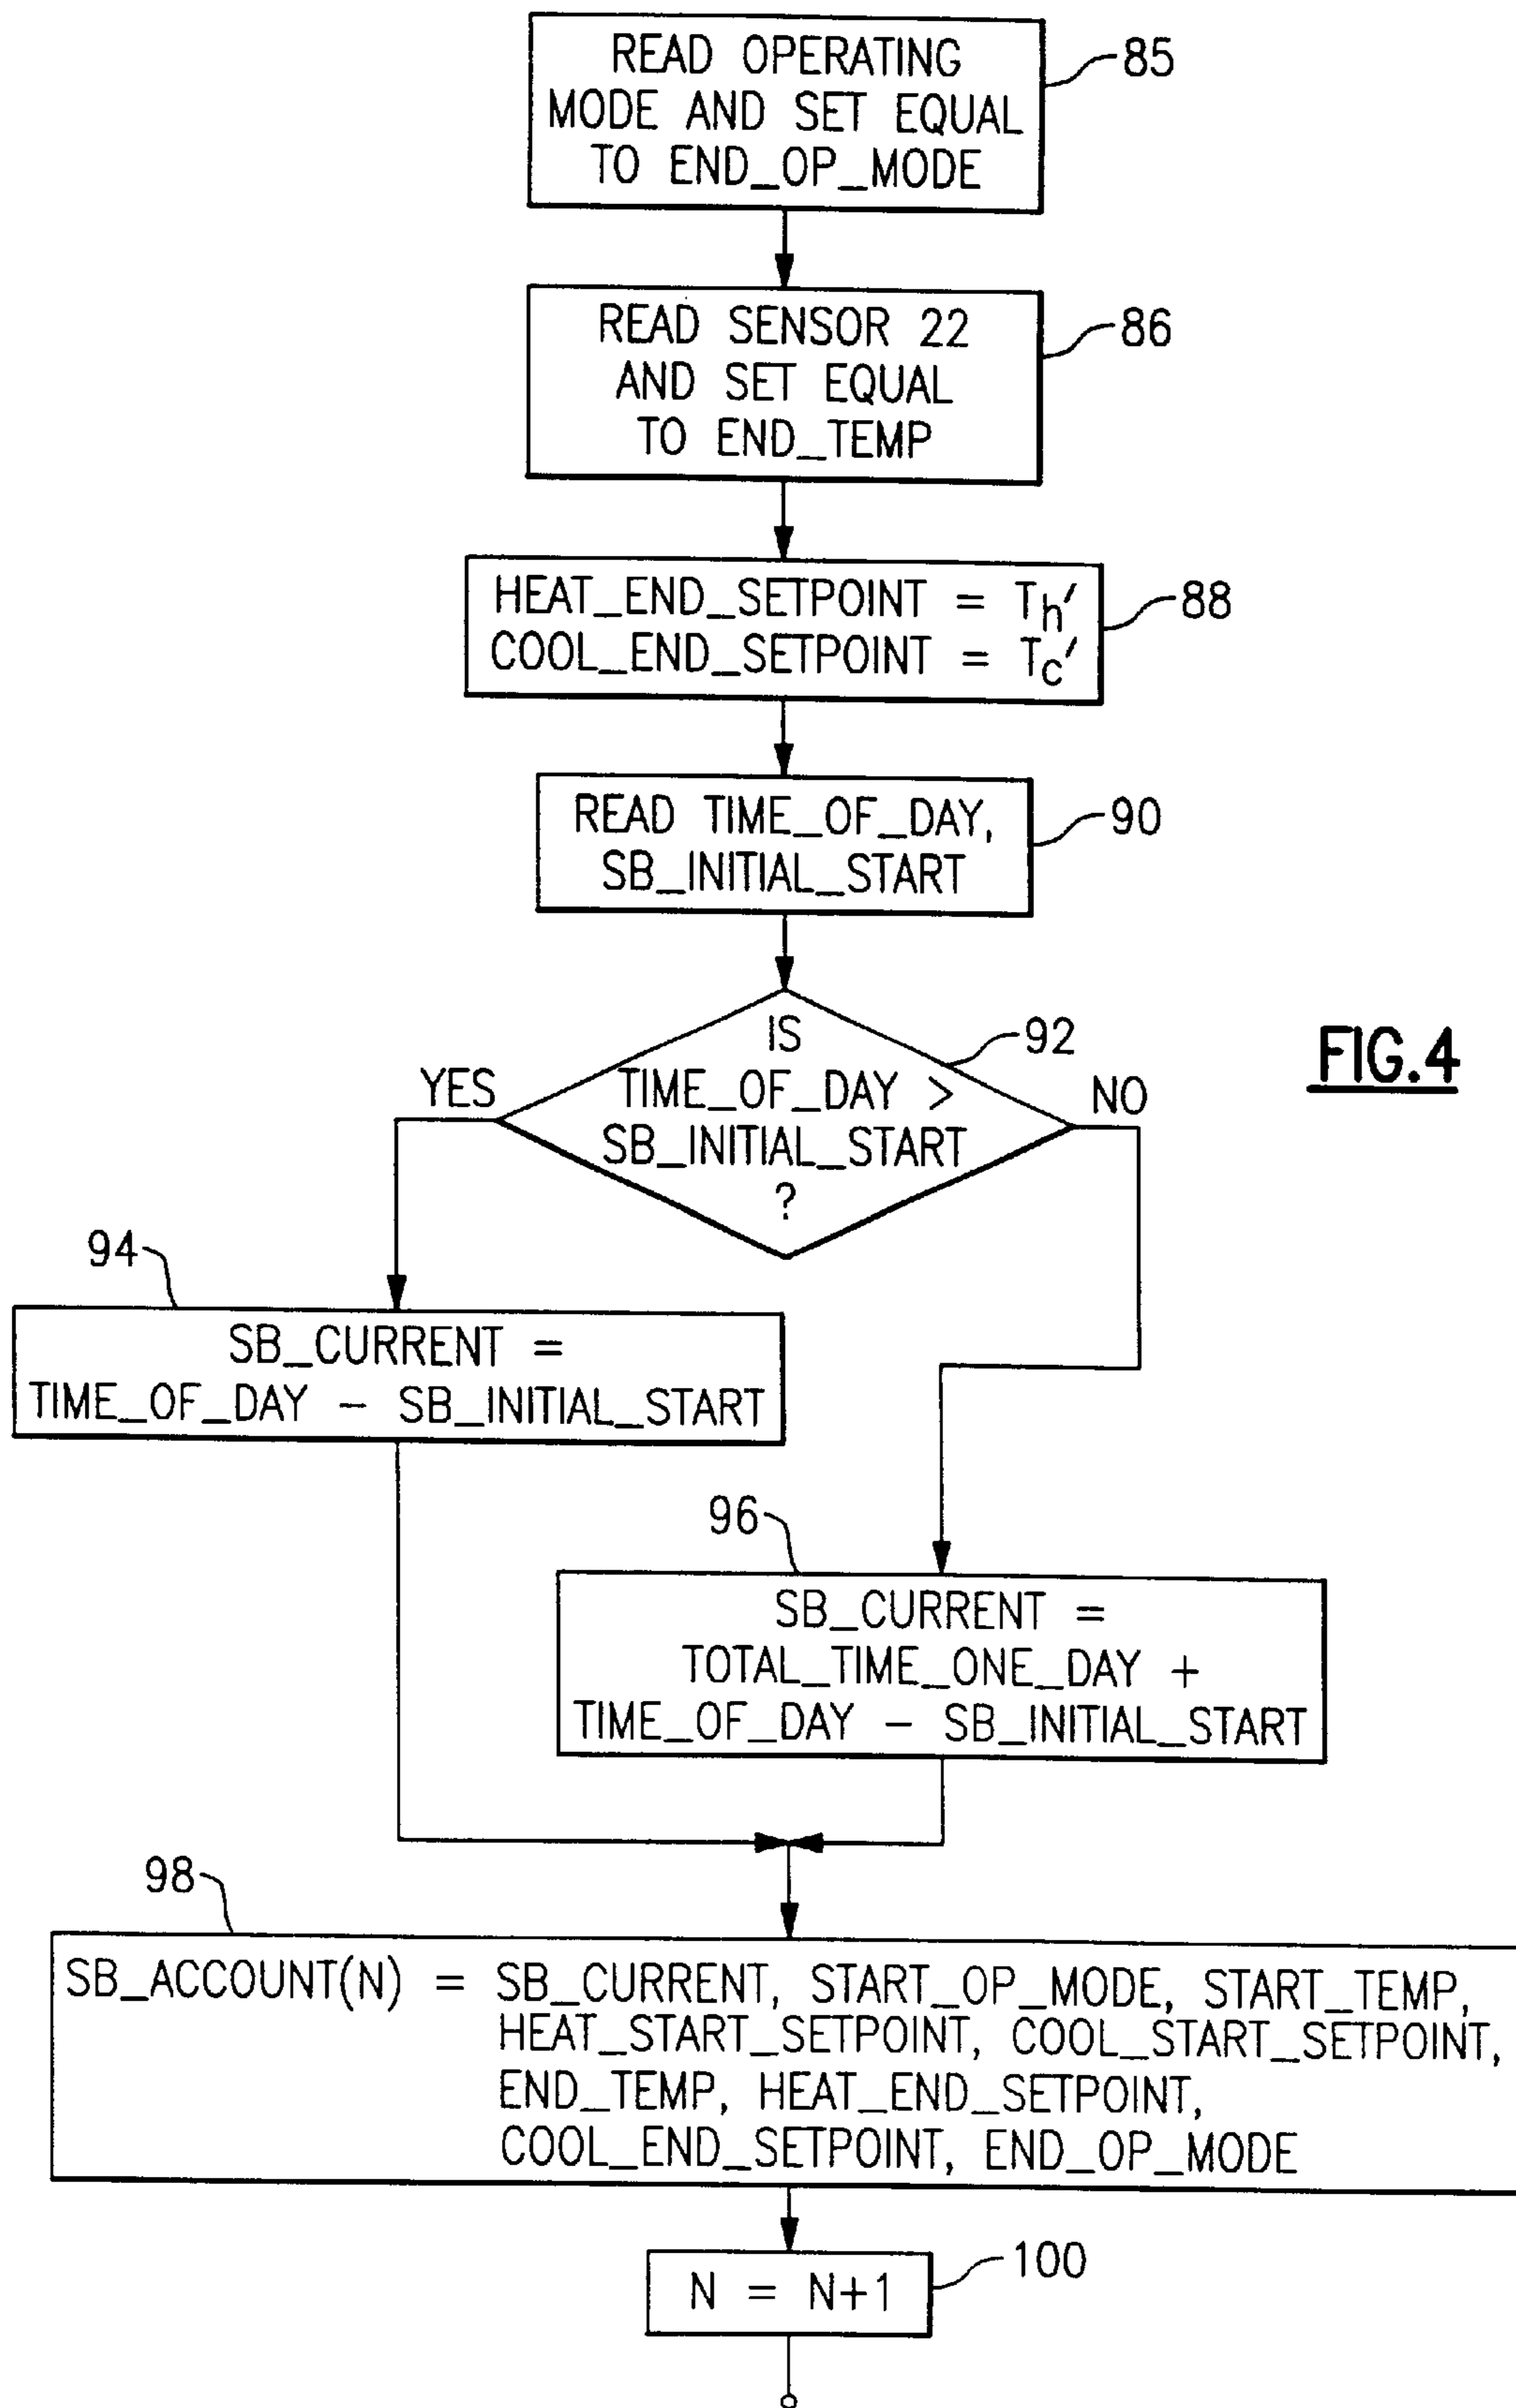 READ OPERATING
MODE AND SET EQUAL
TO END_OP_MODE
85
READ SENSOR 22
AND SET EQUAL
TO END_TEMP
86
HEAT_END_SETPOINT = Th'
COOL_END_SETPOINT = Tc'
88
READ TIME_OF_DAY,
SB_INITIAL_START
90
IS
TIME_OF_DAY >
SB_INITIAL_START
?
92
YES
NO
FIG.4
94
SB_CURRENT =
TIME_OF_DAY – SB_INITIAL_START
96
SB_CURRENT =
TOTAL_TIME_ONE_DAY +
TIME_OF_DAY – SB_INITIAL_START
98
SB_ACCOUNT(N) = SB_CURRENT, START_OP_MODE, START_TEMP,
HEAT_START_SETPOINT, COOL_START_SETPOINT,
END_TEMP, HEAT_END_SETPOINT,
COOL_END_SETPOINT, END_OP_MODE
N = N+1
100